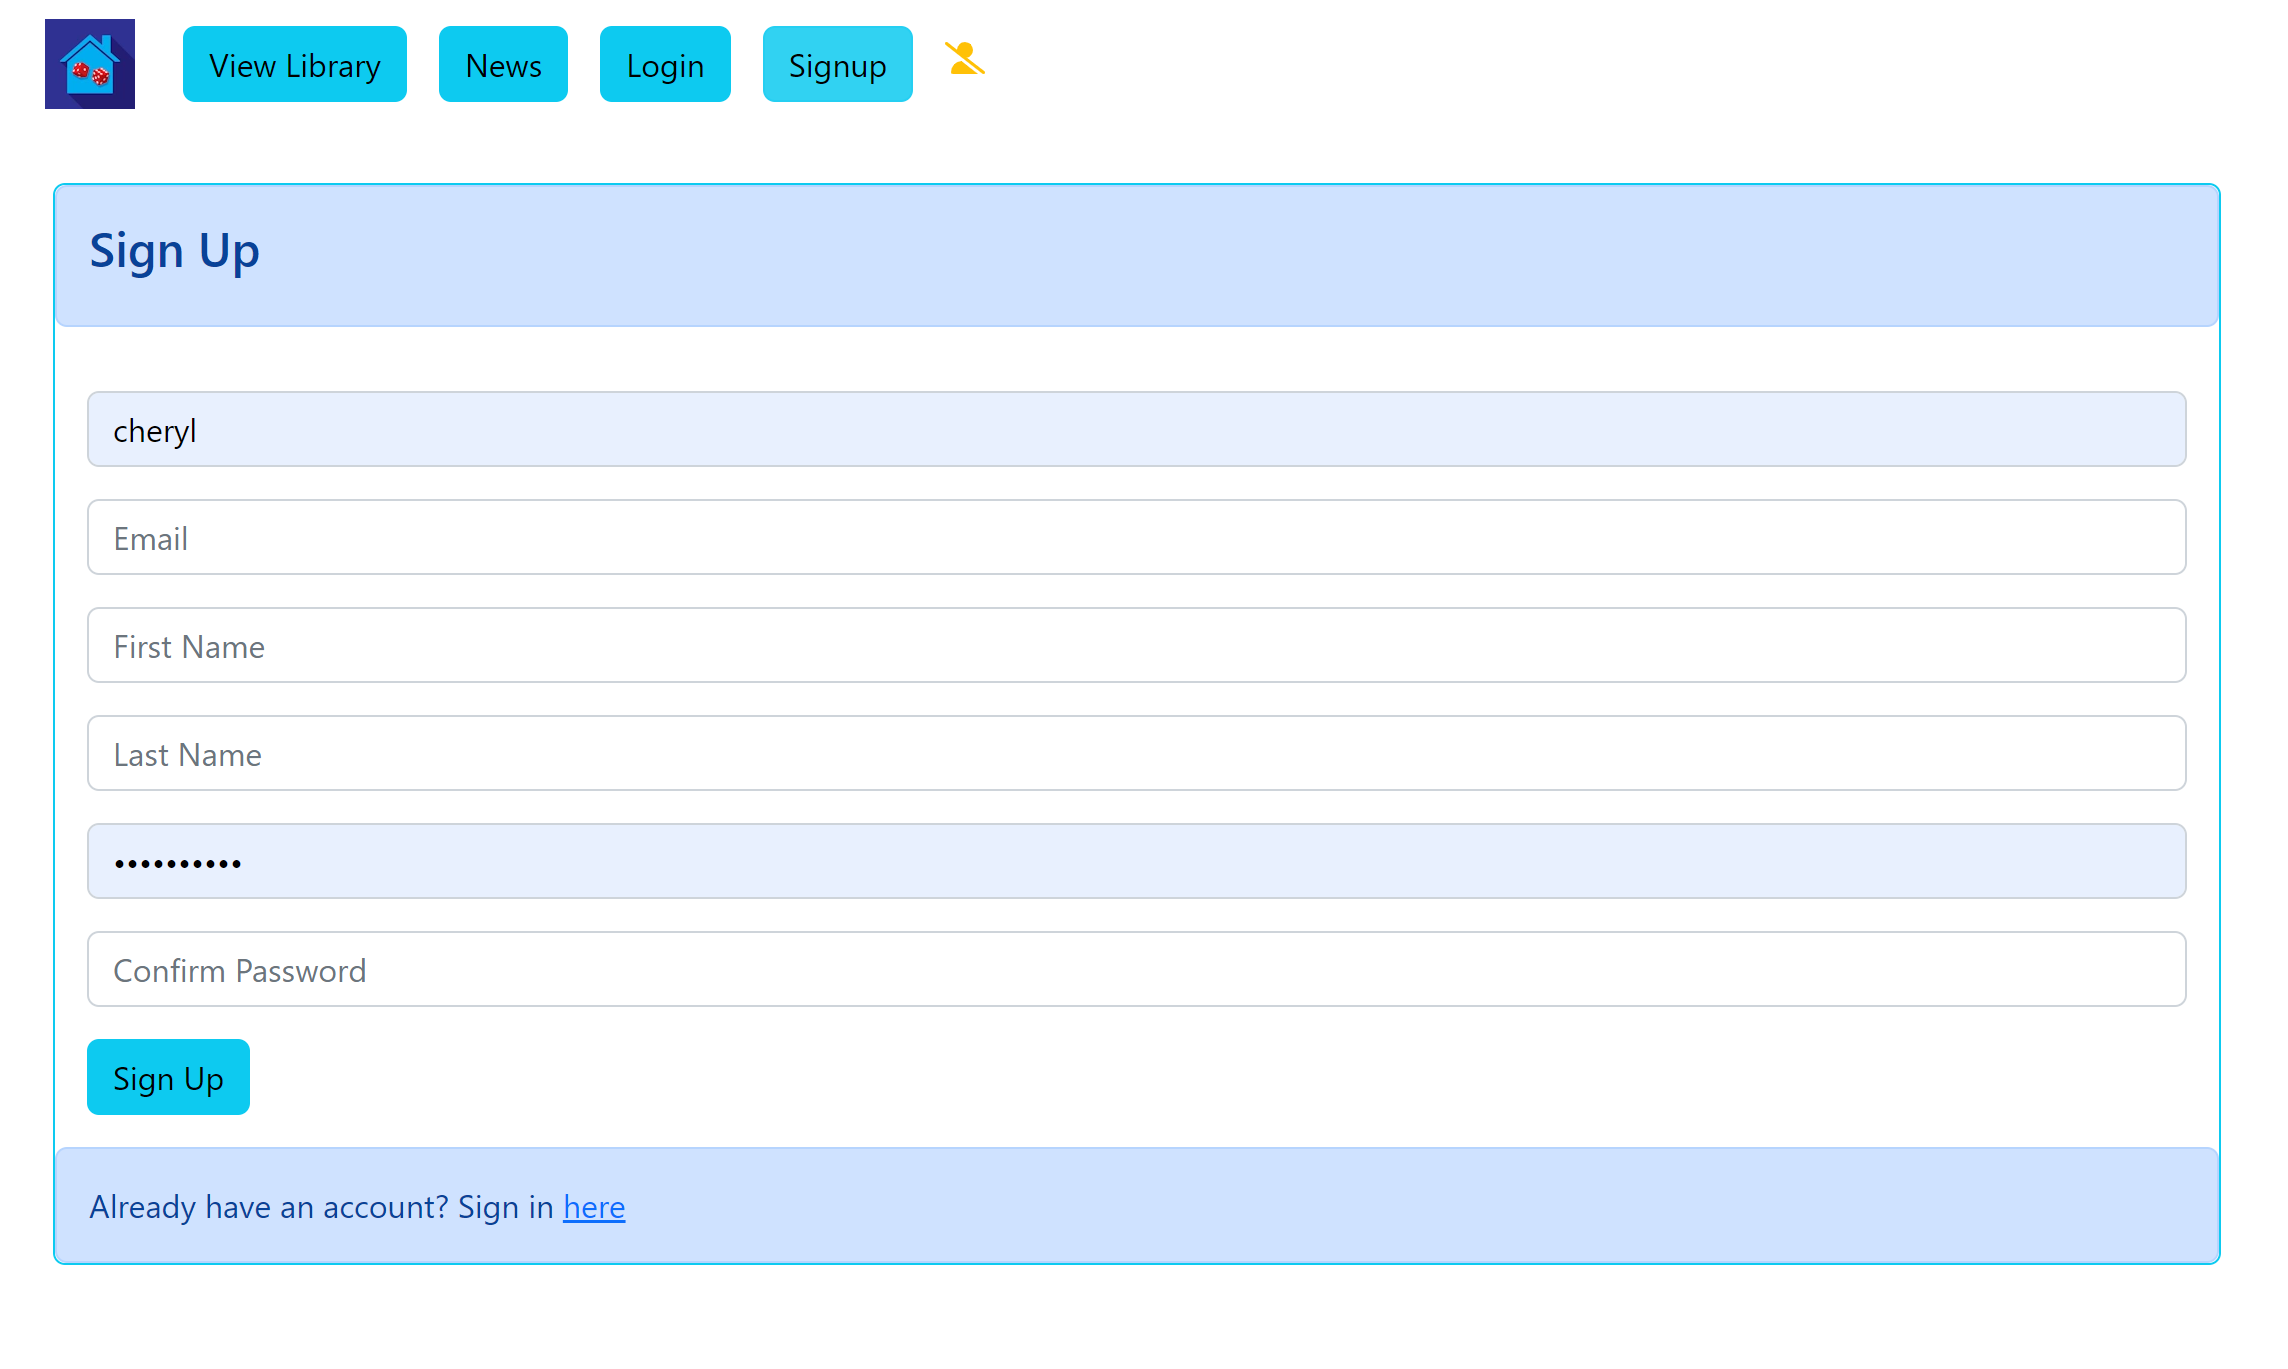 View Library News Login Signup
Sign Up
cheryl
Email
First Name
Last Name
••••••••••
Confirm Password
Sign Up
Already have an account? Sign in here